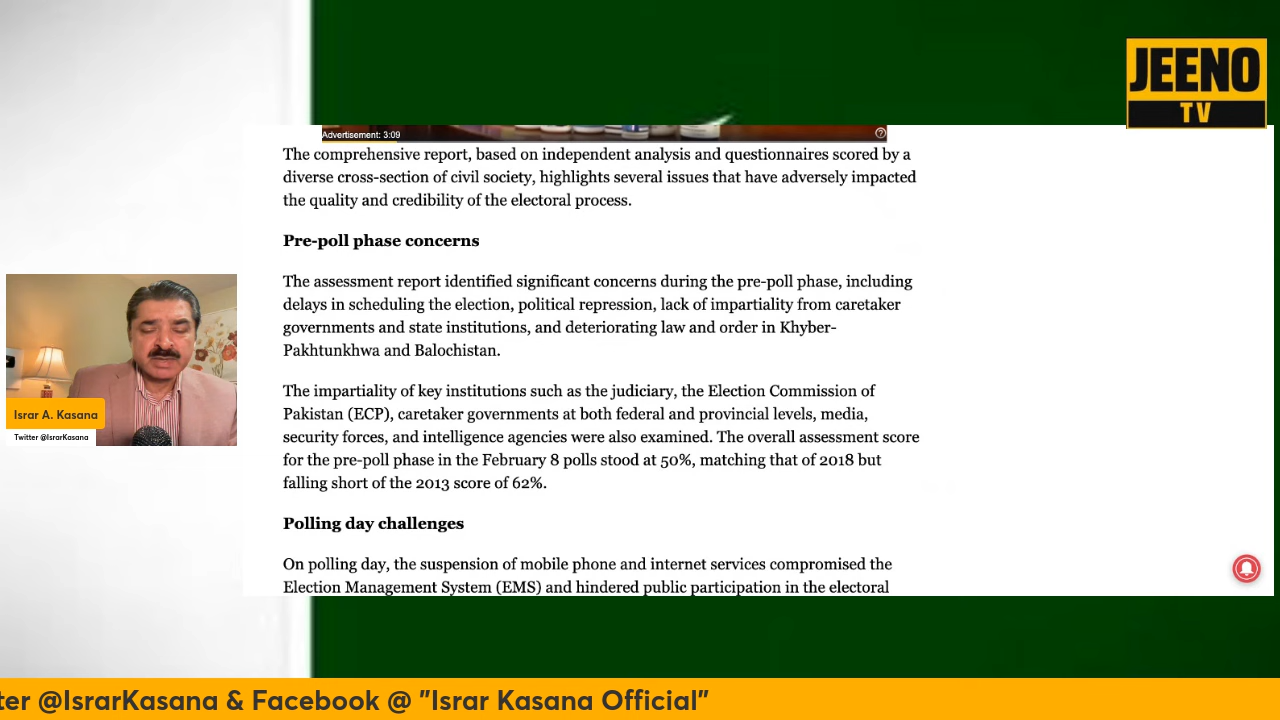 JEENO
TV
Advertisement: 3:09
The comprehensive report, based on independent analysis and questionnaires scored by a
diverse cross-section of civil society, highlights several issues that have adversely impacted
the quality and credibility of the electoral process.
Pre-poll phase concerns
The assessment report identified significant concerns during the pre-poll phase, including
delays in scheduling the election, political repression, lack of impartiality from caretaker
governments and state institutions, and deteriorating law and order in Khyber-
Pakhtunkhwa and Balochistan.
The impartiality of key institutions such as the judiciary, the Election Commission of
Pakistan (ECP), caretaker governments at both federal and provincial levels, media,
security forces, and intelligence agencies were also examined. The overall assessment score
for the pre-poll phase in the February 8 polls stood at 50%, matching that of 2018 but
falling short of the 2013 score of 62%.
Polling day challenges
On polling day, the suspension of mobile phone and internet services compromised the
Election Management System (EMS) and hindered public participation in the electoral
Israr A. Kasana
Twitter @IsrarKasana
ter @IsrarKasana & Facebook @ "Israr Kasana Official"